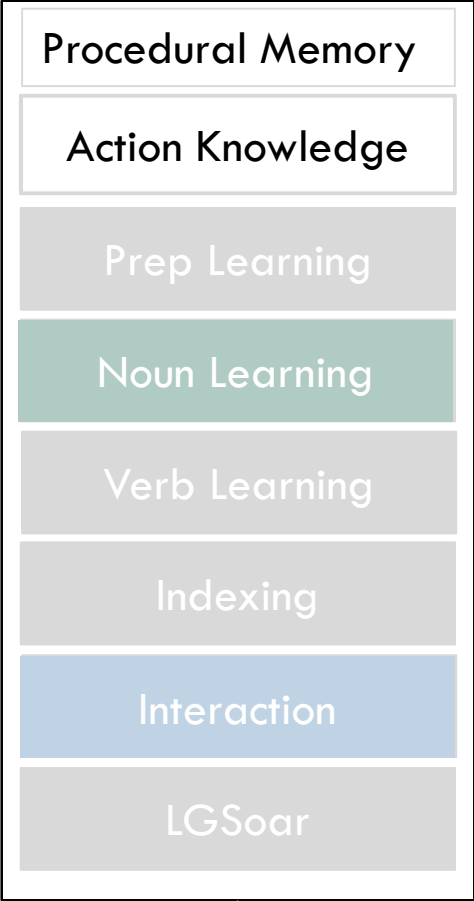 Procedural Memory
Action Knowledge
Prep Learning
Noun Learning
Verb Learning
Indexing
Interaction
LGSoar